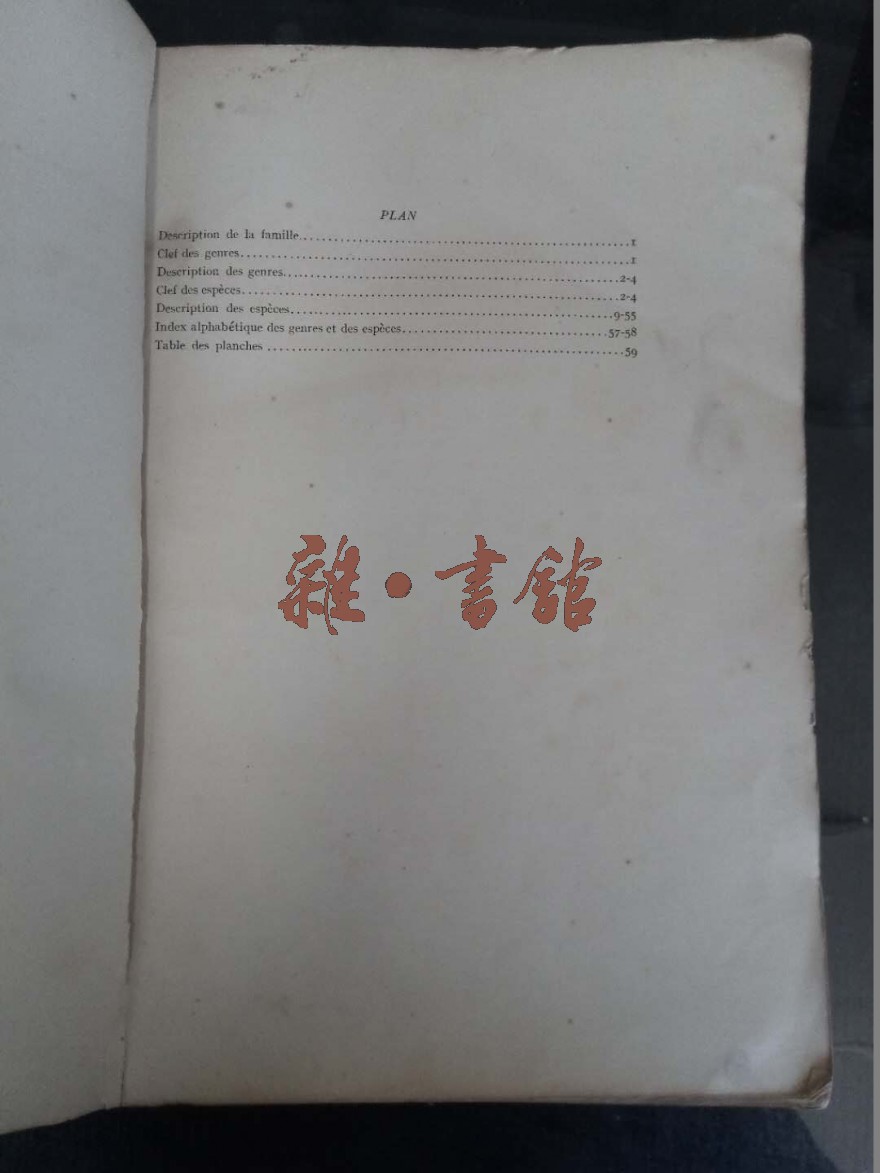 PLAN
Description de la famille.....1
Clef des genres.....1
Description des genres.....2-4
Clef des espèces.....2-4
Description des espèces.....9-55
Index alphabétique des genres et des espèces.....57-58
Table des planches.....59
雜·書館